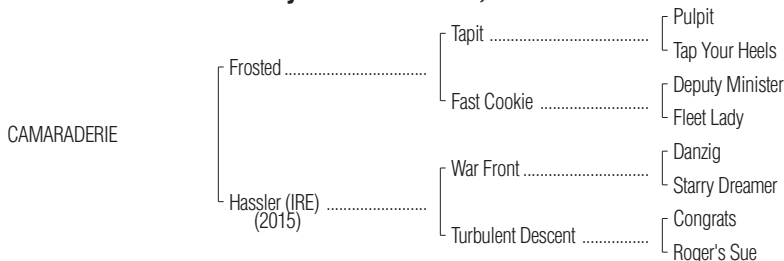 Pulpit
Tapit
Tap Your Heels
Frosted
Deputy Minister
Fast Cookie
Fleet Lady
CAMARADERIE
Danzig
War Front
Starry Dreamer
Hassler (IRE)
(2015)
Congrats
Turbulent Descent
Roger's Sue